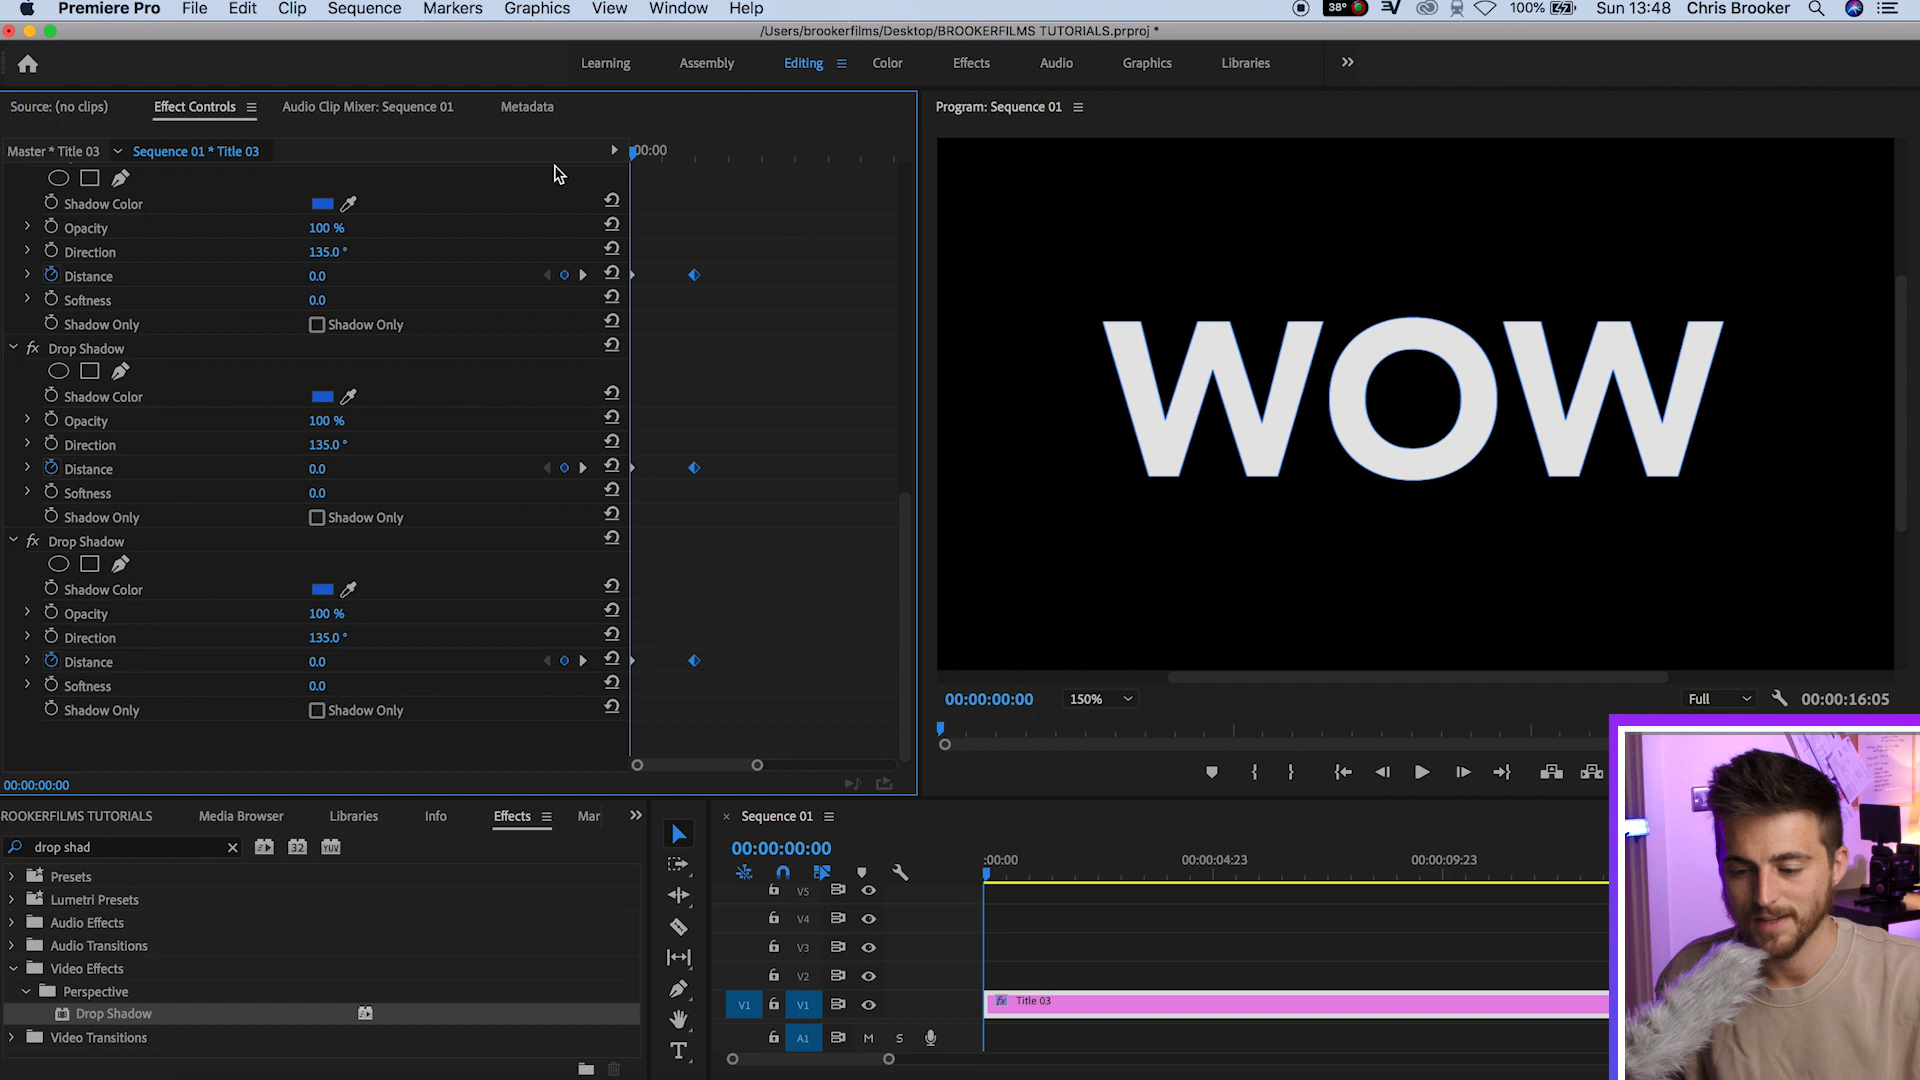 Premiere Pro File Edit Clip Sequence Markers Graphics View Window Help 38° 100% Sun 13:48 Chris Brooker
/Users/brookerfilms/Desktop/BROOKERFILMS TUTORIALS.prproj *
Learning Assembly Editing Color Effects Audio Graphics Libraries
Source: (no clips) Effect Controls Audio Clip Mixer: Sequence 01 Metadata
Program: Sequence 01
Master * Title 03 Sequence 01 * Title 03 :00:00
Shadow Color
Opacity 100 %
Direction 135.0 °
Distance 0.0
Softness 0.0
Shadow Only Shadow Only
fx Drop Shadow
Shadow Color
Opacity 100 %
Direction 135.0 °
Distance 0.0
Softness 0.0
Shadow Only Shadow Only
fx Drop Shadow
Shadow Color
Opacity 100 %
Direction 135.0 °
Distance 0.0
Softness 0.0
Shadow Only Shadow Only
00:00:00:00
WOW
00:00:00:00 150% Full 00:00:16:05
ROOKERFILMS TUTORIALS Media Browser Libraries Info Effects Mar
drop shad 32 YUV
Presets
Lumetri Presets
Audio Effects
Audio Transitions
Video Effects
Perspective
Drop Shadow
Video Transitions
Sequence 01
00:00:00:00
:00:00 00:00:04:23 00:00:09:23
V5
V4
V3
V2
V1 V1 fx Title 03
A1 M S